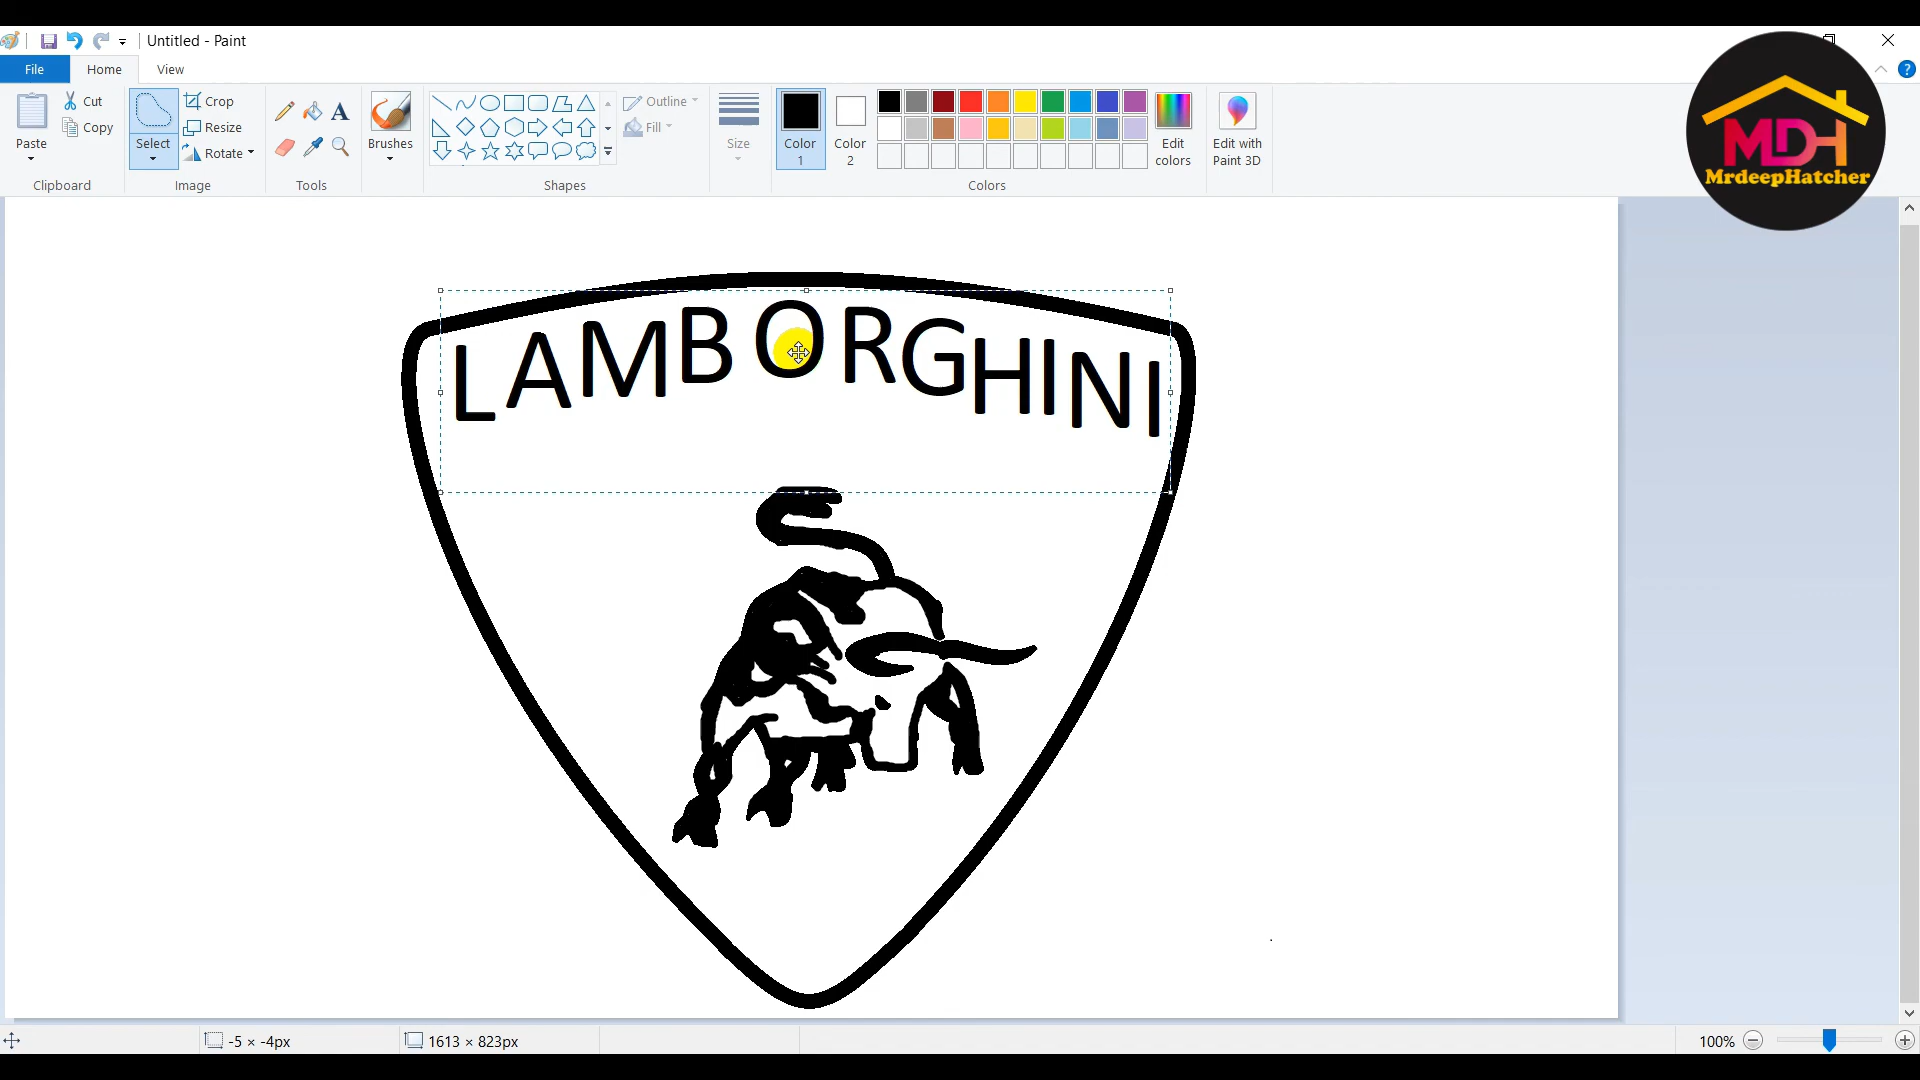 Untitled - Paint
File Home View
Paste
Cut
Copy
Clipboard
Select
Crop
Resize
Rotate
Image
Tools
Brushes
Outline
Fill
Shapes
Size
Color 1
Color 2
Edit colors
Colors
Edit with Paint 3D
MDH
MrdeepHatcher
LAMBORGHINI
-5 × -4px
1613 × 823px
100%